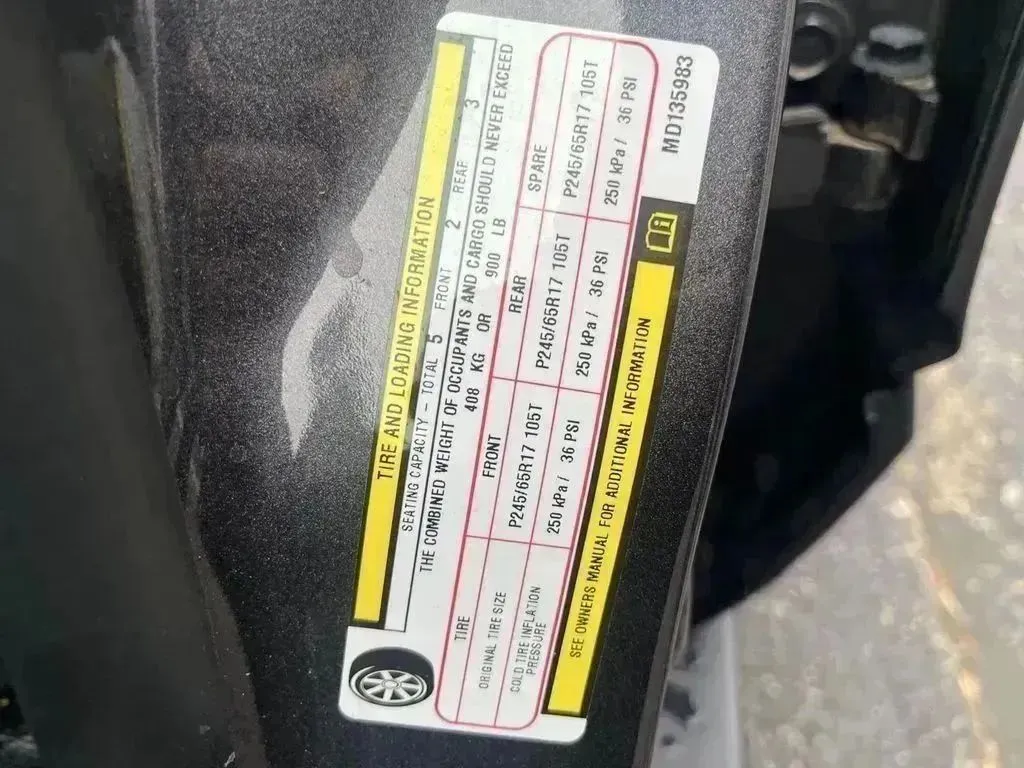 TIRE AND LOADING INFORMATION
SEATING CAPACITY – TOTAL 5 FRONT 2 REAR 3
THE COMBINED WEIGHT OF OCCUPANTS AND CARGO SHOULD NEVER EXCEED
408 KG OR 900 LB
TIRE FRONT REAR SPARE
ORIGINAL TIRE SIZE P245/65R17 105T P245/65R17 105T P245/65R17 105T
COLD TIRE INFLATION
PRESSURE 250 kPa / 36 PSI 250 kPa / 36 PSI 250 kPa / 36 PSI
SEE OWNERS MANUAL FOR ADDITIONAL INFORMATION
MD135983